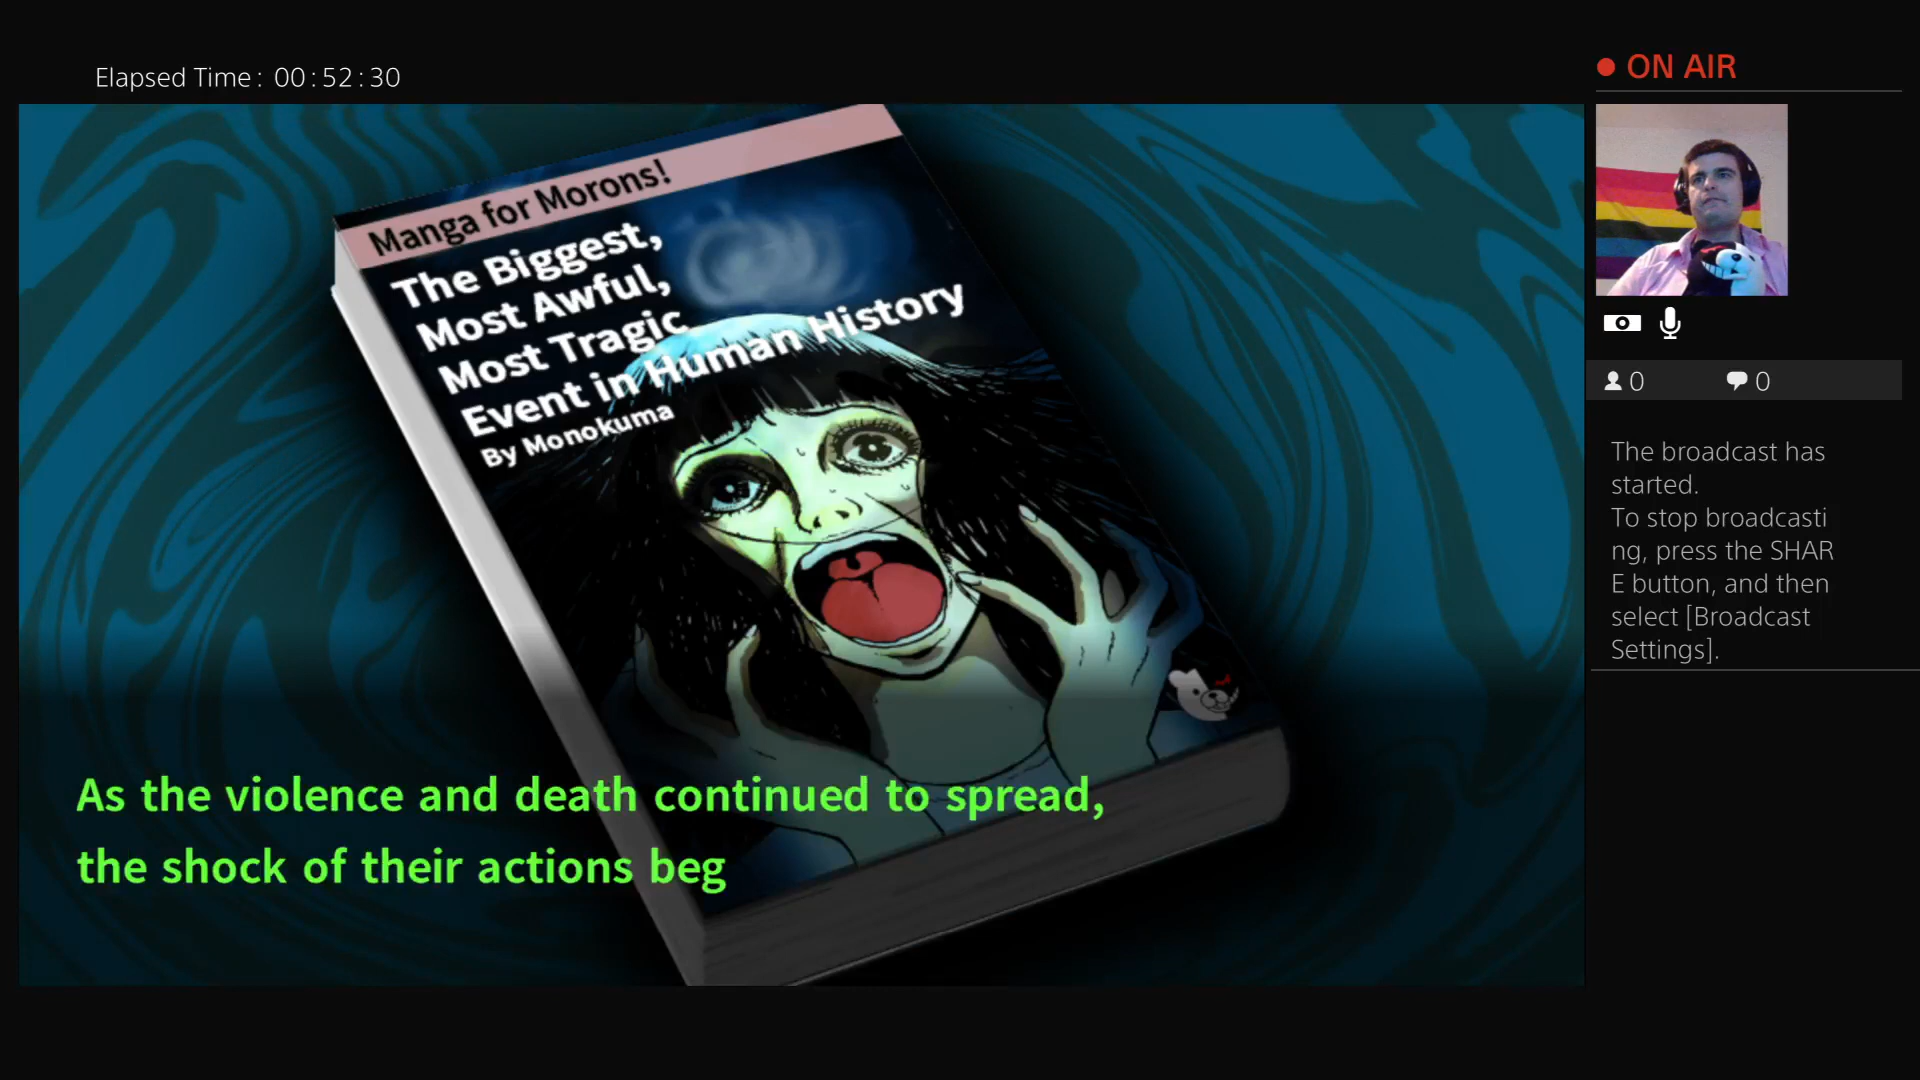 Elapsed Time : 00:52:30
ON AIR
Manga for Morons!
The Biggest,
Most Awful,
Most Tragic
Event in Human History
By Monokuma
0
0
The broadcast has
started.
To stop broadcasti
ng, press the SHAR
E button, and then
select [Broadcast
Settings].
As the violence and death continued to spread,
the shock of their actions beg